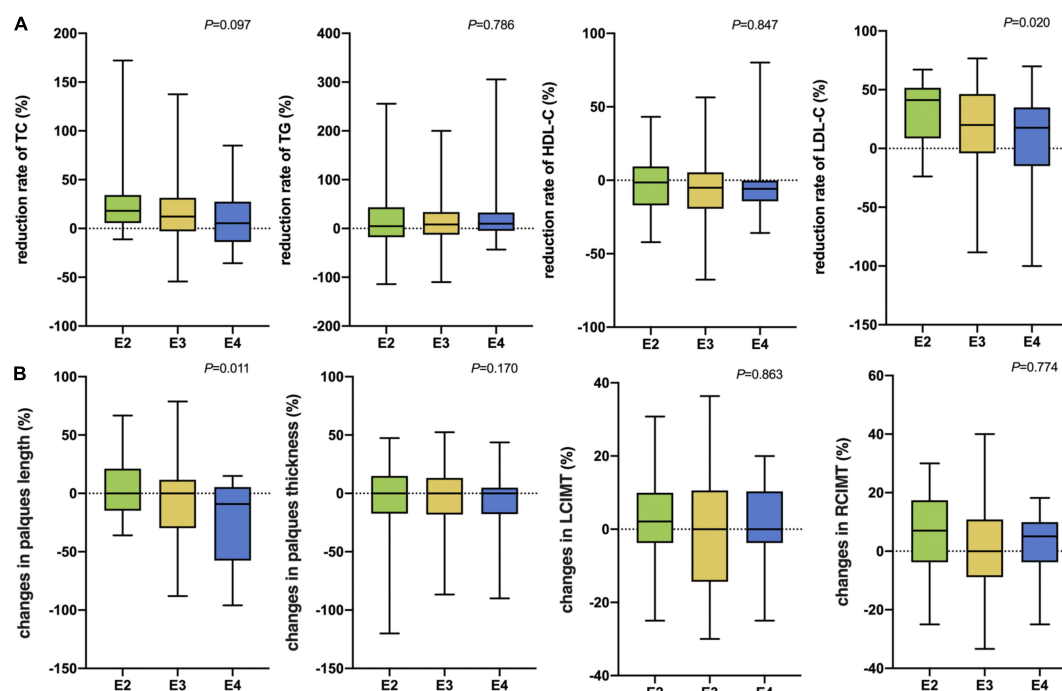 A
P=0.097
P=0.786
P=0.847
P=0.020
reduction rate of TC (%)
200
150
100
50
0
-50
-100
E2 E3 E4
reduction rate of TG (%)
400
300
200
100
0
-100
-200
E2 E3 E4
reduction rate of HDL-C (%)
100
50
0
-50
-100
E2 E3 E4
reduction rate of LDL-C (%)
100
50
0
-50
-100
-150
E2 E3 E4
B
P=0.011
P=0.170
P=0.863
P=0.774
changes in palques length (%)
100
50
0
-50
-100
-150
E2 E3 E4
changes in palques thickness (%)
100
50
0
-50
-100
-150
E2 E3 E4
changes in LCIMT (%)
40
20
0
-20
-40
E2 E3 E4
changes in RCIMT (%)
60
40
20
0
-20
-40
E2 E3 E4